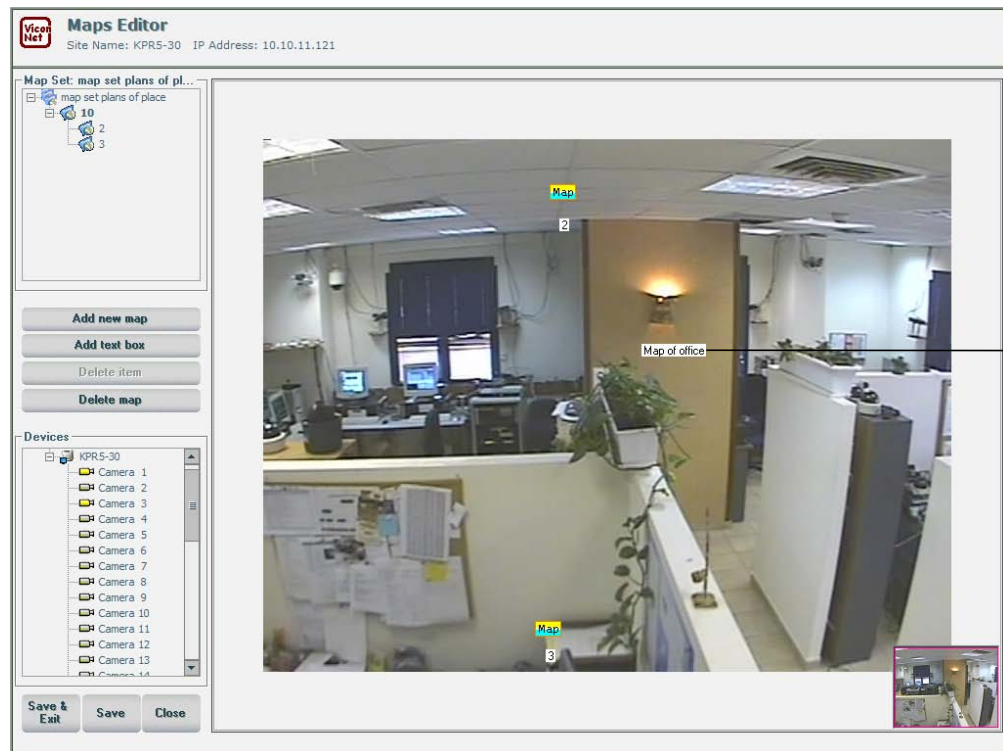 Vicon
Net
Maps Editor
Site Name: KPR5-30 IP Address: 10.10.11.121
Map Set: map set plans of pl...
map set plans of place
10
2
3
Add new map
Add text box
Delete item
Delete map
Devices
KPR5-30
Camera 1
Camera 2
Camera 3
Camera 4
Camera 5
Camera 6
Camera 7
Camera 8
Camera 9
Camera 10
Camera 11
Camera 12
Camera 13
Camera 14
Save &
Exit
Save
Close
Map
2
Map of office
Map
3